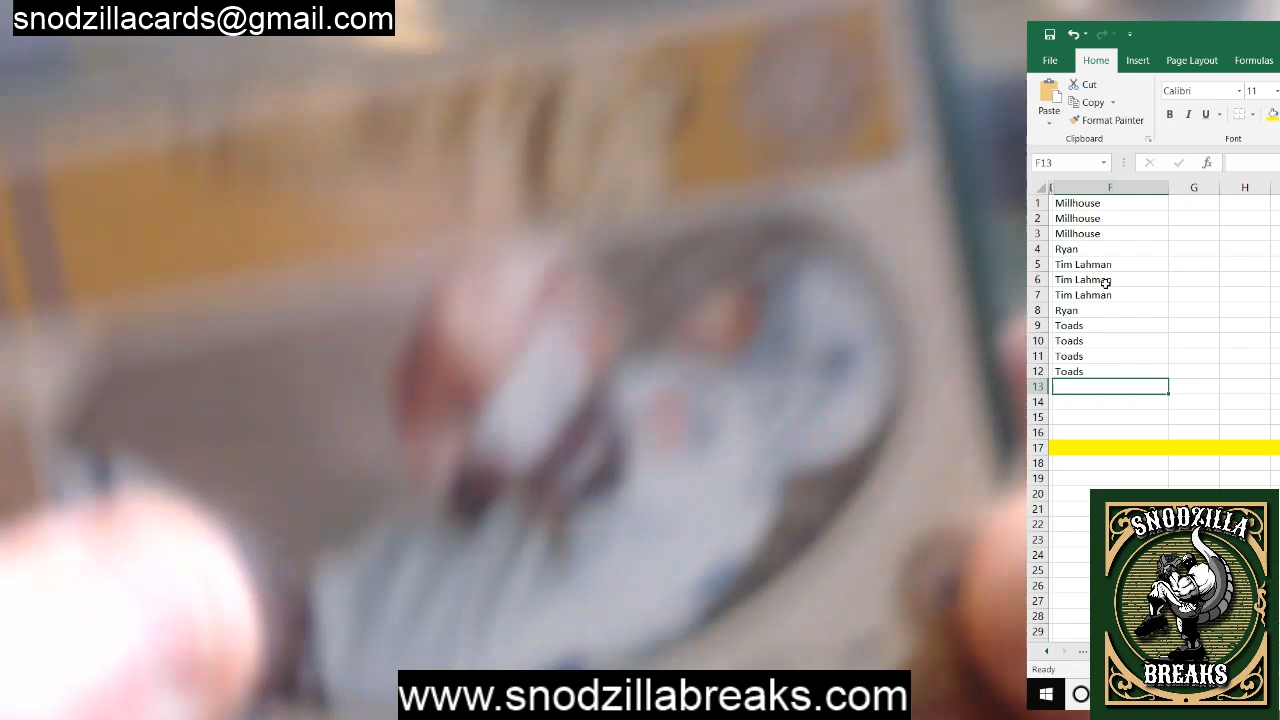 snodzillacards@gmail.com
File Home Insert Page Layout Formulas
Paste
Cut
Copy
Format Painter
Calibri 11
B I U
Clipboard
Font
F13
fx
F G H
1 Millhouse
2 Millhouse
3 Millhouse
4 Ryan
5 Tim Lahman
6 Tim Lahman
7 Tim Lahman
8 Ryan
9 Toads
10 Toads
11 Toads
12 Toads
13
14
15
16
17
18
19
20
21
22
23
24
25
26
27
28
29
...
Ready
SNODZILLA
BREAKS
www.snodzillabreaks.com